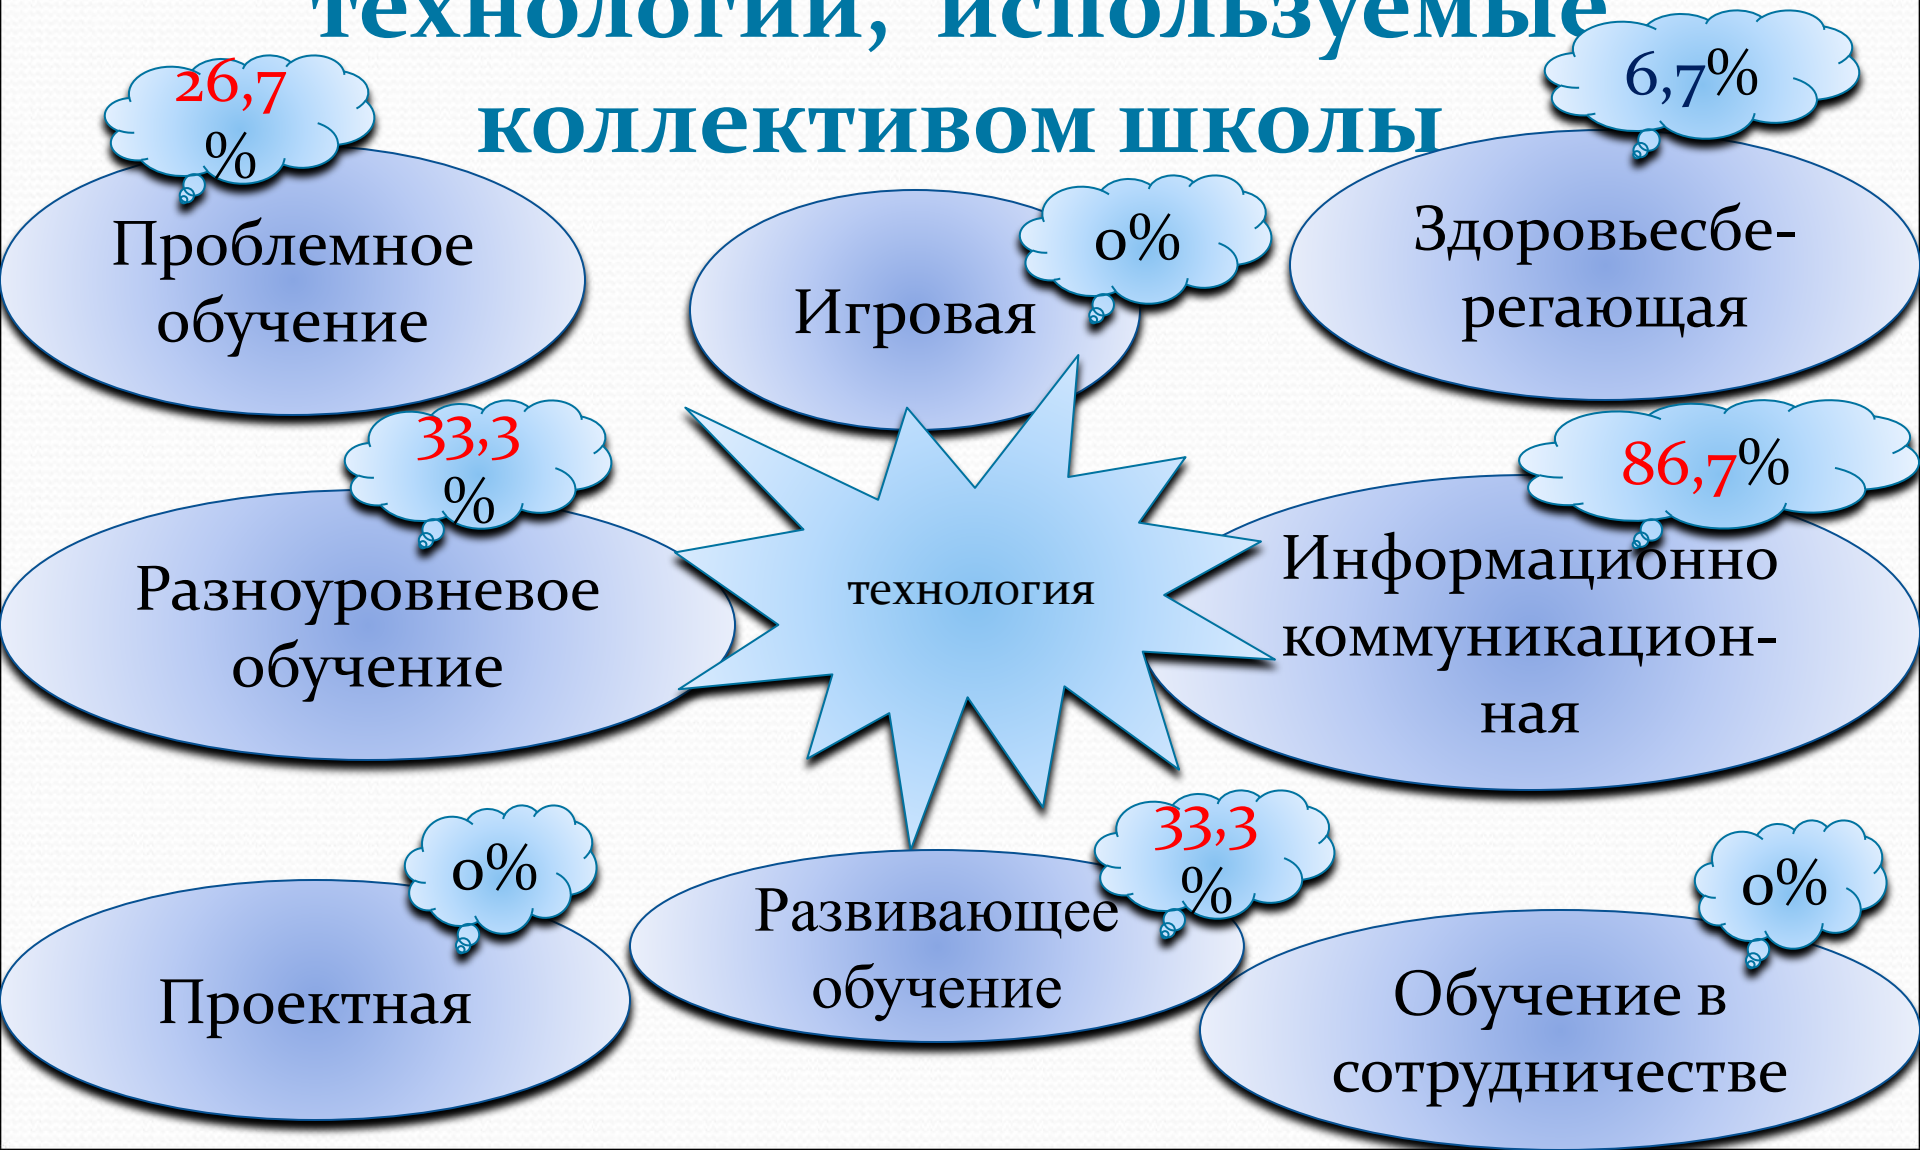 технологии, используемые
коллективом школы
26,7
%
Проблемное
обучение
0%
Игровая
6,7%
Здоровьесбе-
регающая
33,3
%
Разноуровневое
обучение
технология
86,7%
Информационно
коммуникацион-
ная
0%
Проектная
33,3
%
Развивающее
обучение
0%
Обучение в
сотрудничестве